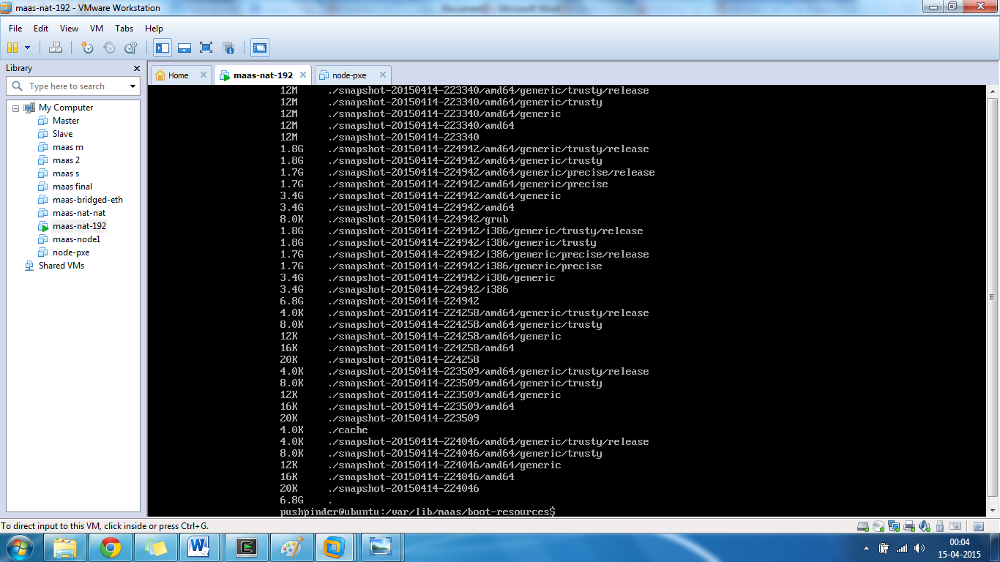 maas-nat-192 - VMware Workstation
File Edit View VM Tabs Help
Library
Type here to search
My Computer
Master
Slave
maas m
maas 2
maas s
maas final
maas-bridged-eth
maas-nat-nat
maas-nat-192
maas-node1
node-pxe
Shared VMs
Home maas-nat-192 node-pxe
12M ./snapshot-20150414-223340/amd64/generic/trusty/release
12M ./snapshot-20150414-223340/amd64/generic/trusty
12M ./snapshot-20150414-223340/amd64/generic
12M ./snapshot-20150414-223340/amd64
12M ./snapshot-20150414-223340
1.8G ./snapshot-20150414-224942/amd64/generic/trusty/release
1.8G ./snapshot-20150414-224942/amd64/generic/trusty
1.7G ./snapshot-20150414-224942/amd64/generic/precise/release
1.7G ./snapshot-20150414-224942/amd64/generic/precise
3.4G ./snapshot-20150414-224942/amd64/generic
3.4G ./snapshot-20150414-224942/amd64
8.0K ./snapshot-20150414-224942/grub
1.8G ./snapshot-20150414-224942/i386/generic/trusty/release
1.8G ./snapshot-20150414-224942/i386/generic/trusty
1.7G ./snapshot-20150414-224942/i386/generic/precise/release
1.7G ./snapshot-20150414-224942/i386/generic/precise
3.4G ./snapshot-20150414-224942/i386/generic
3.4G ./snapshot-20150414-224942/i386
6.8G ./snapshot-20150414-224942
4.0K ./snapshot-20150414-224258/amd64/generic/trusty/release
8.0K ./snapshot-20150414-224258/amd64/generic/trusty
12K ./snapshot-20150414-224258/amd64/generic
16K ./snapshot-20150414-224258/amd64
20K ./snapshot-20150414-224258
4.0K ./snapshot-20150414-223509/amd64/generic/trusty/release
8.0K ./snapshot-20150414-223509/amd64/generic/trusty
12K ./snapshot-20150414-223509/amd64/generic
16K ./snapshot-20150414-223509/amd64
20K ./snapshot-20150414-223509
4.0K ./cache
4.0K ./snapshot-20150414-224046/amd64/generic/trusty/release
8.0K ./snapshot-20150414-224046/amd64/generic/trusty
12K ./snapshot-20150414-224046/amd64/generic
16K ./snapshot-20150414-224046/amd64
20K ./snapshot-20150414-224046
6.8G .
pushpinder@ubuntu:/var/lib/maas/boot-resources$
To direct input to this VM, click inside or press Ctrl+G.
00:04
15-04-2015